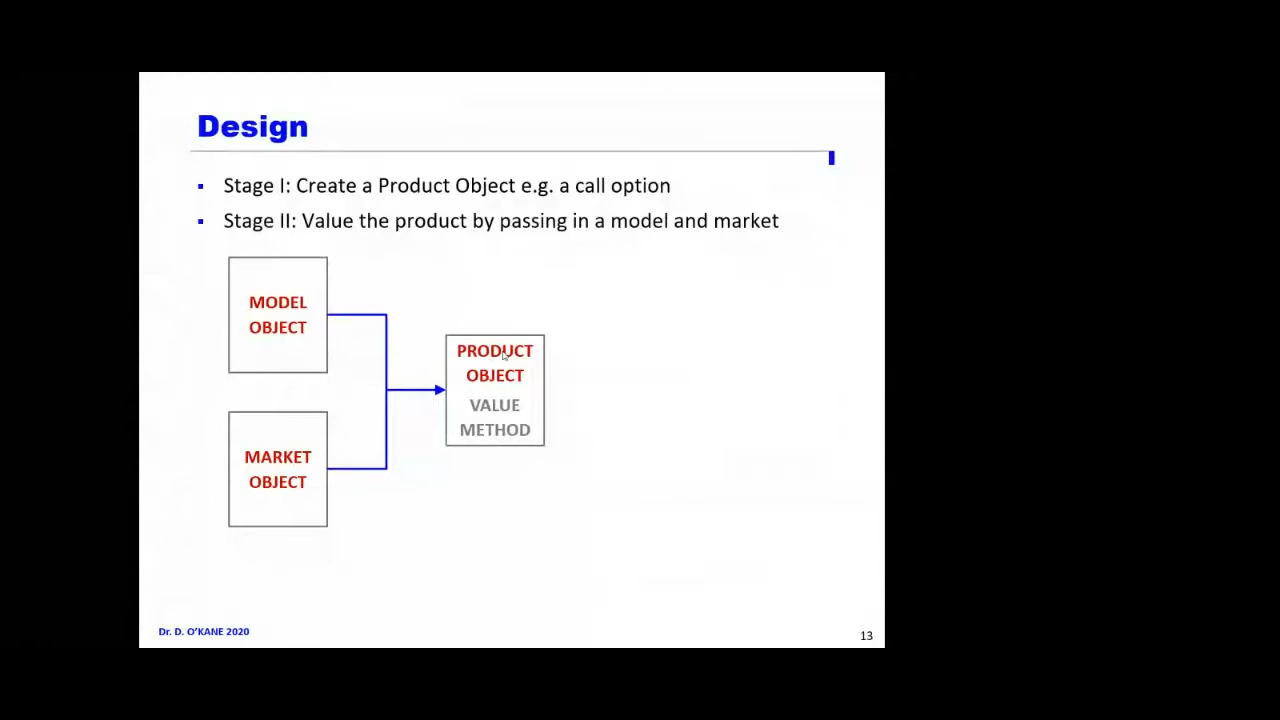 Design
Stage I: Create a Product Object e.g. a call option
Stage II: Value the product by passing in a model and market
MODEL
OBJECT
PRODUCT
OBJECT
VALUE
METHOD
MARKET
OBJECT
Dr. D. O'KANE 2020
13